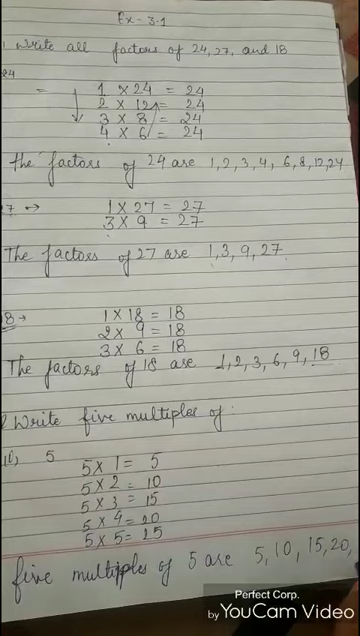 Ex - 3.1
Write all factors of 24, 27, and 18
24
= 1 × 24 = 24
2 × 12 = 24
3 × 8 = 24
4 × 6 = 24
The factors of 24 are 1, 2, 3, 4, 6, 8, 12, 24
27 → 1 × 27 = 27
3 × 9 = 27
The factors of 27 are 1, 3, 9, 27.
18 → 1 × 18 = 18
2 × 9 = 18
3 × 6 = 18
The factors of 18 are 1, 2, 3, 6, 9, 18
Write five multiples of
5
5 × 1 = 5
5 × 2 = 10
5 × 3 = 15
5 × 4 = 20
5 × 5 = 25
five multiples of 5 are 5, 10, 15, 20,
Perfect Corp.
by YouCam Video